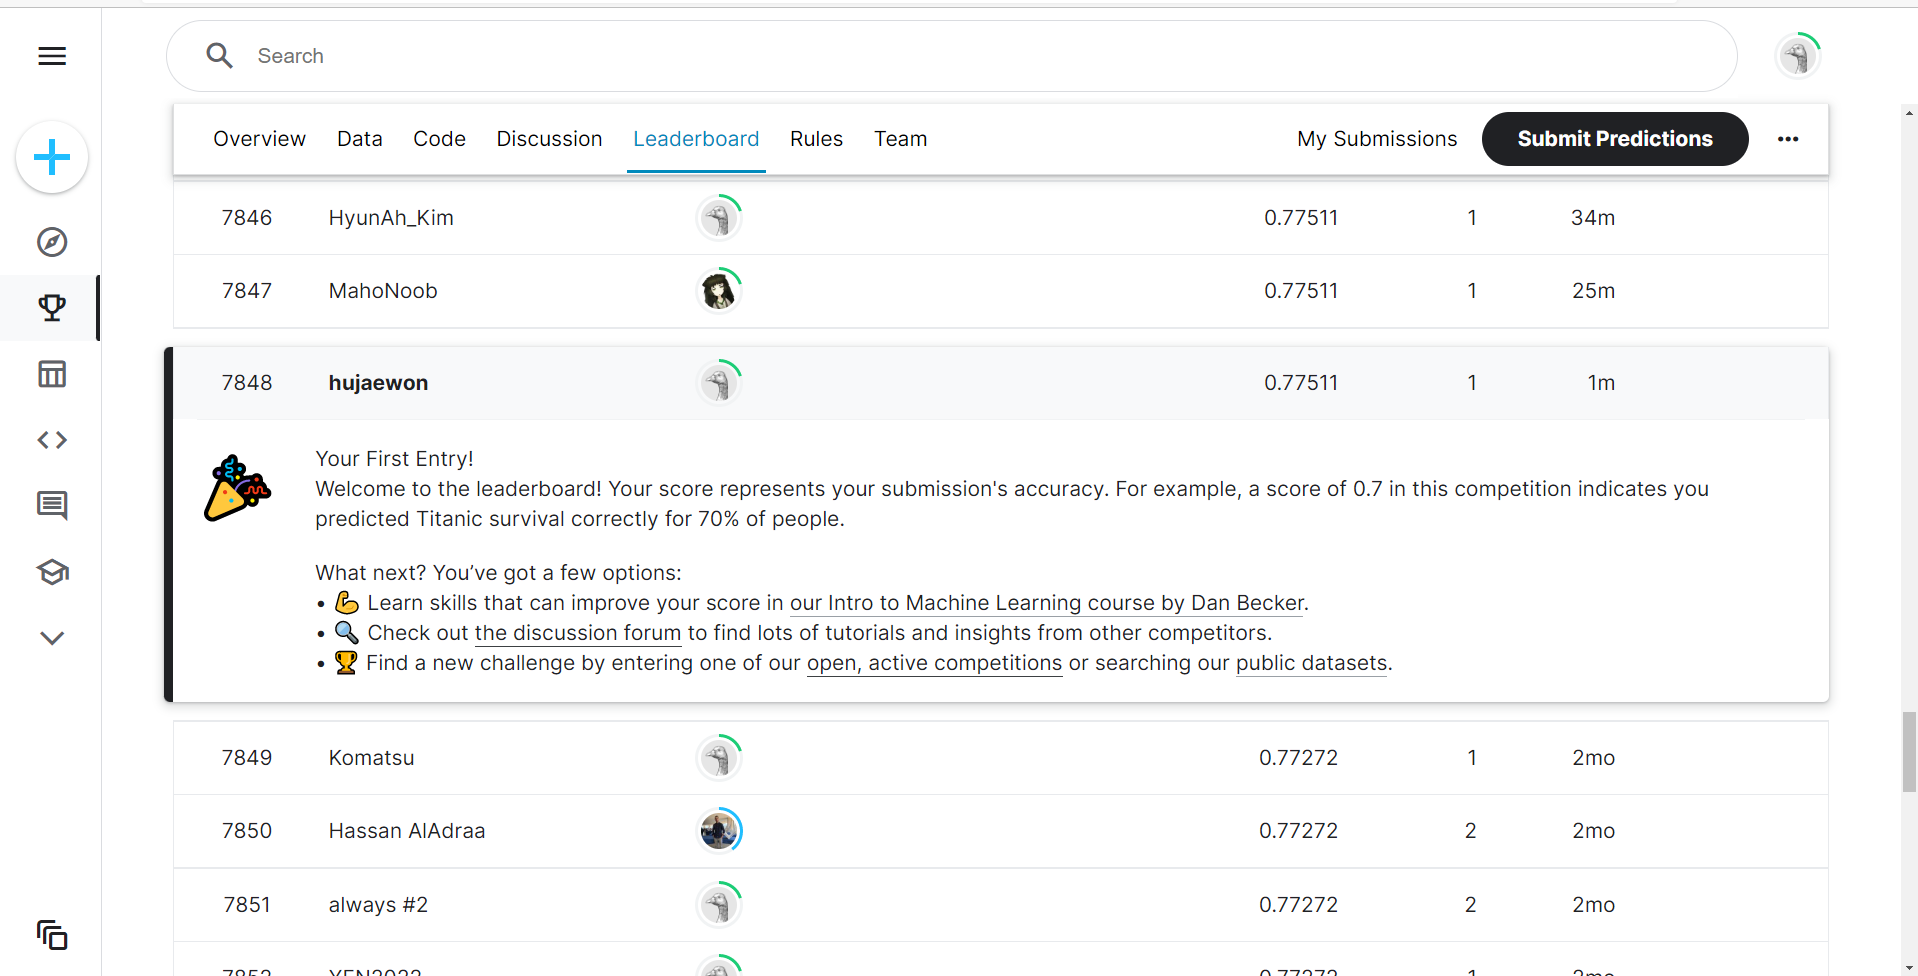 Search
Overview Data Code Discussion Leaderboard Rules Team My Submissions Submit Predictions
7846 HyunAh_Kim 0.77511 1 34m
7847 MahoNoob 0.77511 1 25m
7848 hujaewon 0.77511 1 1m
Your First Entry!
Welcome to the leaderboard! Your score represents your submission's accuracy. For example, a score of 0.7 in this competition indicates you
predicted Titanic survival correctly for 70% of people.
What next? You’ve got a few options:
• 💪 Learn skills that can improve your score in our Intro to Machine Learning course by Dan Becker.
• 🔍 Check out the discussion forum to find lots of tutorials and insights from other competitors.
• 🏆 Find a new challenge by entering one of our open, active competitions or searching our public datasets.
7849 Komatsu 0.77272 1 2mo
7850 Hassan AlAdraa 0.77272 2 2mo
7851 always #2 0.77272 2 2mo
0.77272 1 2mo